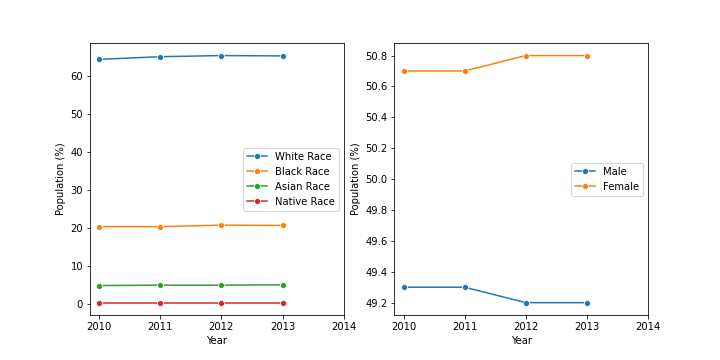 60
50
40
30
20
10
0
Population (%)
White Race
Black Race
Asian Race
Native Race
2010 2011 2012 2013 2014
Year
50.8
50.6
50.4
50.2
50.0
49.8
49.6
49.4
49.2
Population (%)
Male
Female
2010 2011 2012 2013 2014
Year